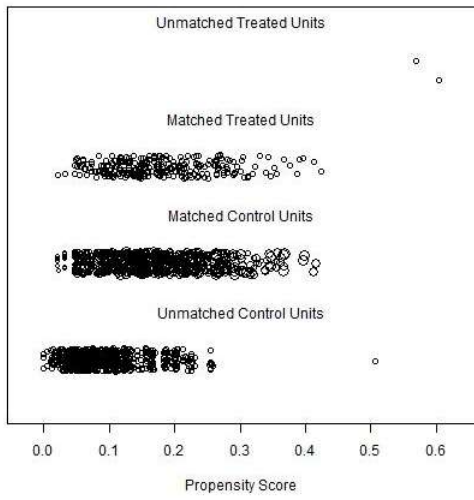 Unmatched Treated Units
Matched Treated Units
Matched Control Units
Unmatched Control Units
0.0 0.1 0.2 0.3 0.4 0.5 0.6
Propensity Score